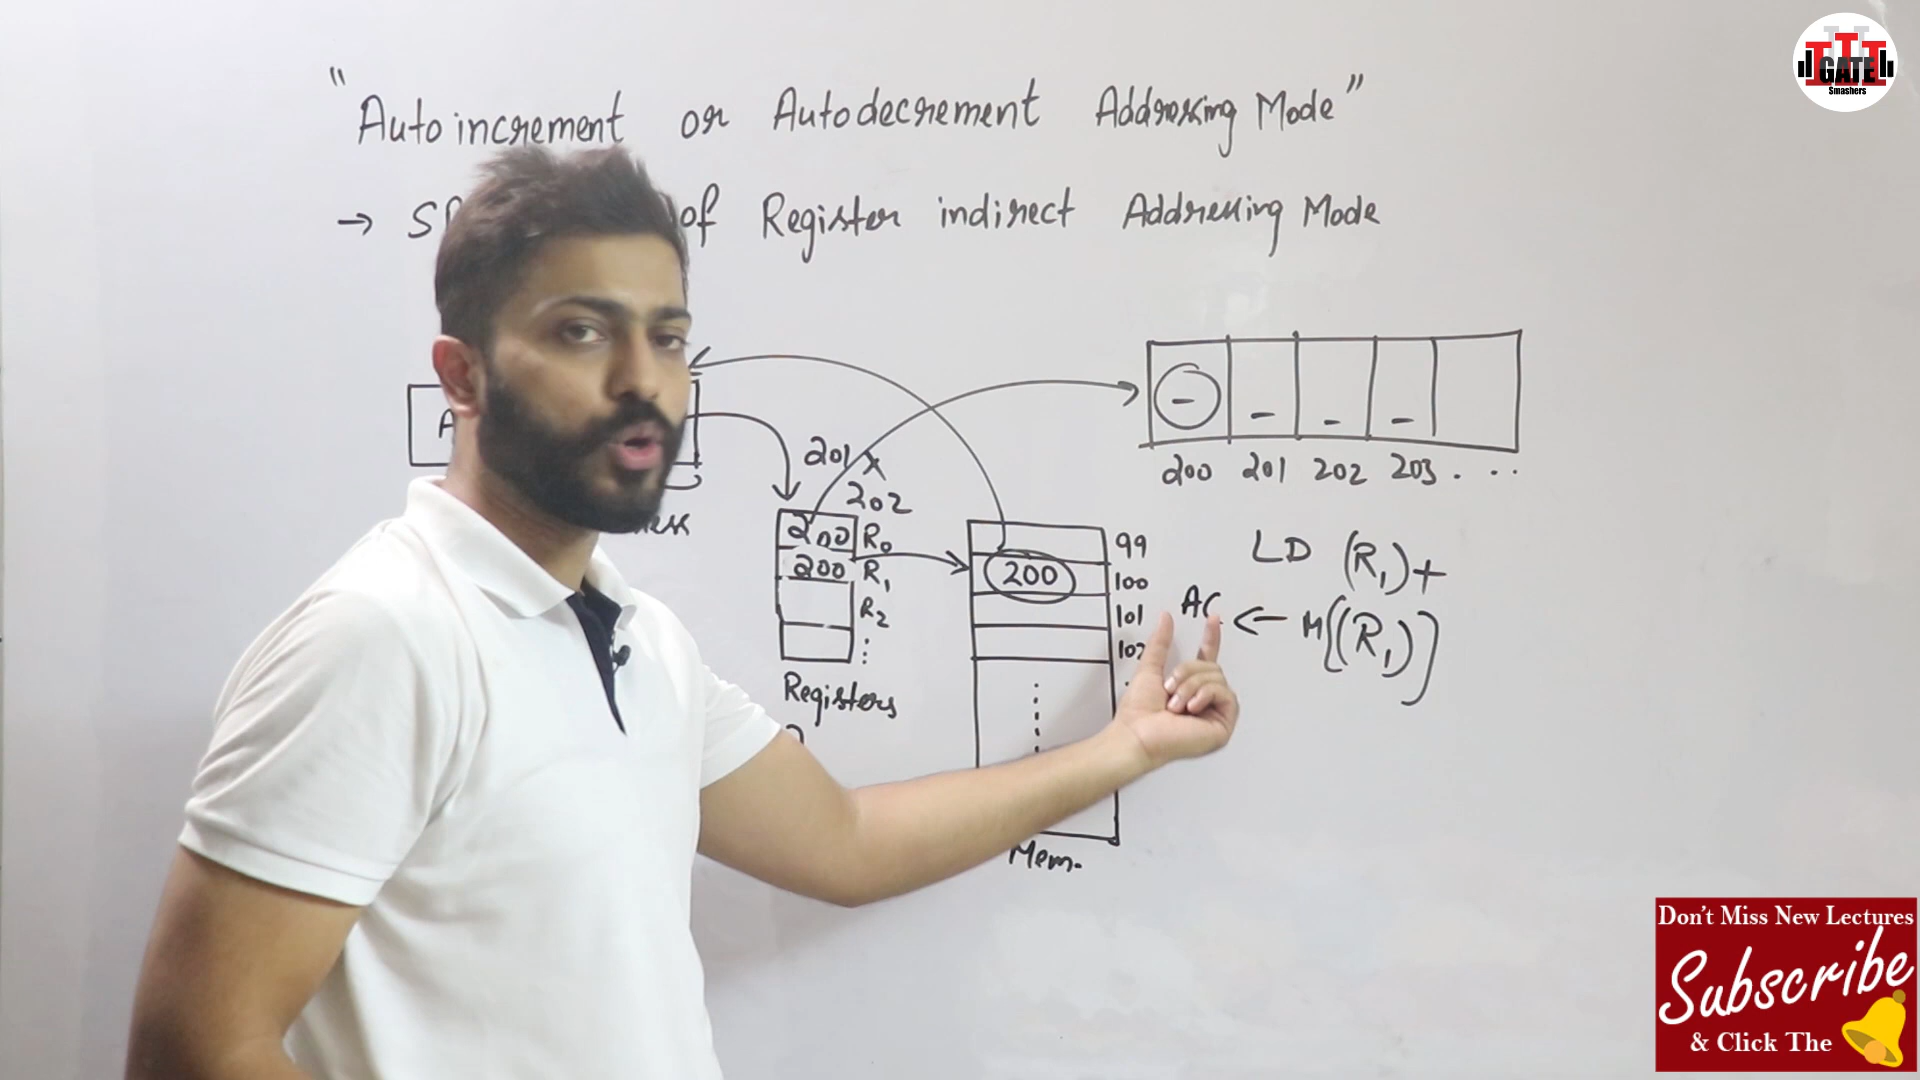 "Autoincrement or Autodecrement Addressing Mode"
→ of Register indirect Addressing Mode
201
202
200 R0
200 R1
R2
Registers
99
200 100
101
102
Mem.
- - - -
200 201 202 203 . . .
LD (R1)+
AC ← M[(R1)]
GATE
Smashers
Don't Miss New Lectures
Subscribe
& Click The